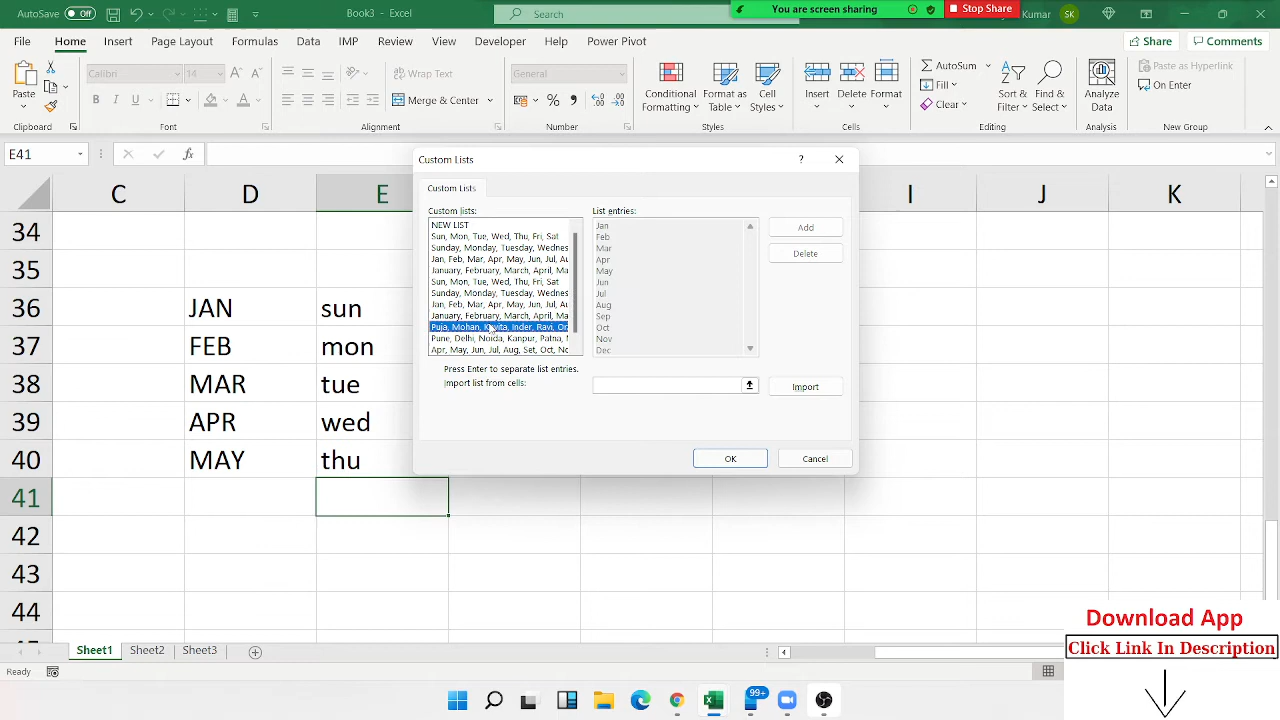 AutoSave Off
Book3 - Excel
Search
You are screen sharing
Stop Share
Kumar SK
File Home Insert Page Layout Formulas Data IMP Review View Developer Help Power Pivot
Share Comments
Paste
Calibri 14
Wrap Text
Merge & Center
General
Conditional Formatting
Format as Table
Cell Styles
Insert Delete Format
AutoSum
Fill
Clear
Sort & Filter
Find & Select
Analyze Data
Paste as Hyperlink
On Enter
Clipboard Font Alignment Number Styles Cells Editing Analysis New Group
E41 fx
C D E I J K
34
35
36 JAN sun
37 FEB mon
38 MAR tue
39 APR wed
40 MAY thu
41
42
43
44
Custom Lists ?
Custom Lists
Custom lists:
NEW LIST
Sun, Mon, Tue, Wed, Thu, Fri, Sat
Sunday, Monday, Tuesday, Wednes
Jan, Feb, Mar, Apr, May, Jun, Jul, Au
January, February, March, April, Ma
Sun, Mon, Tue, Wed, Thu, Fri, Sat
Sunday, Monday, Tuesday, Wednes
Jan, Feb, Mar, Apr, May, Jun, Jul, Au
January, February, March, April, Ma
Puja, Mohan, Kavita, Inder, Ravi,
Pune, Delhi, Noida, Kanpur, Patna,
Apr, May, Jun, Jul, Aug, Set, Oct, No
List entries:
Jan
Feb
Mar
Apr
May
Jun
Jul
Aug
Sep
Oct
Nov
Dec
Add
Delete
Press Enter to separate list entries.
Import list from cells:
Import
OK Cancel
Sheet1 Sheet2 Sheet3
Ready
99+
Download App
Click Link In Description